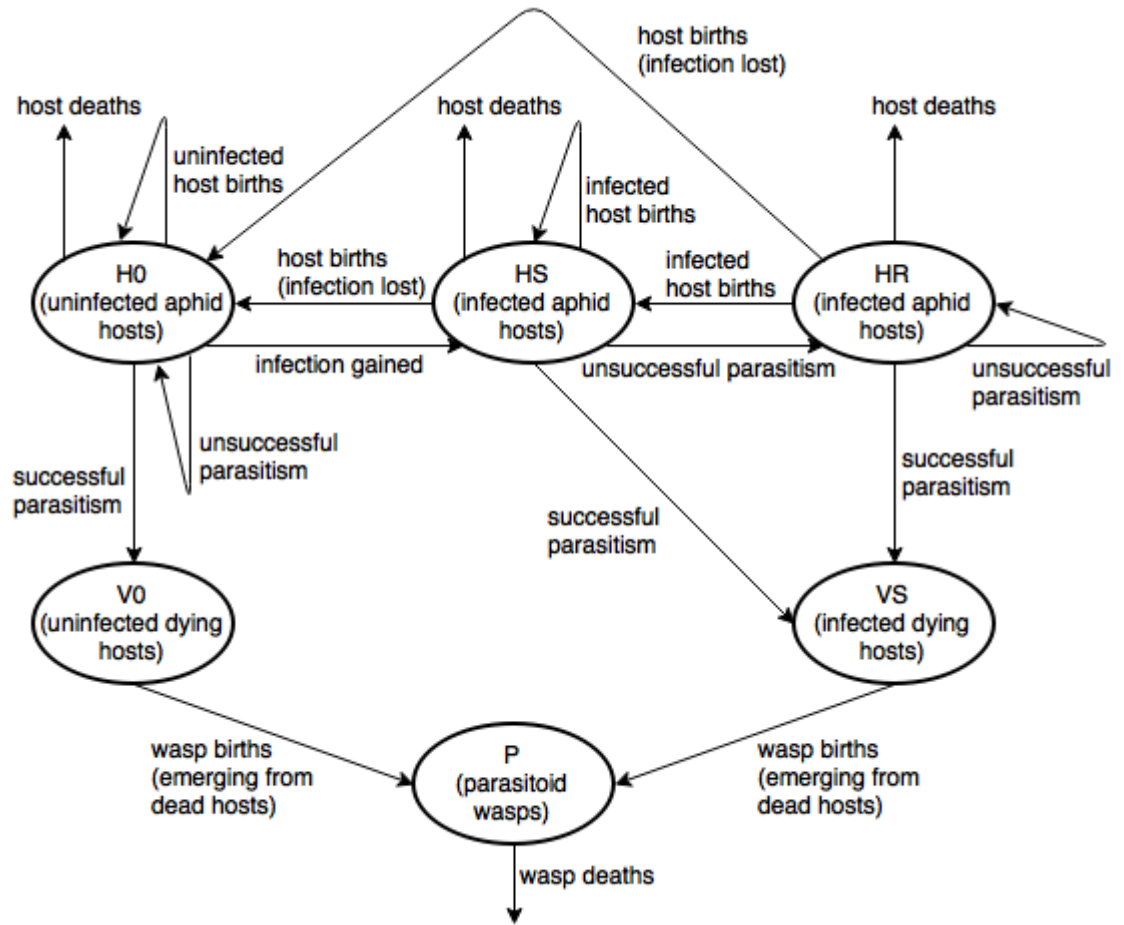 host births
(infection lost)
host deaths
host deaths
host deaths
uninfected
host births
infected
host births
H0
(uninfected aphid
hosts)
host births
(infection lost)
HS
(infected aphid
hosts)
infected
host births
HR
(infected aphid
hosts)
infection gained
unsuccessful parasitism
unsuccessful
parasitism
unsuccessful
parasitism
successful
parasitism
successful
parasitism
successful
parasitism
V0
(uninfected dying
hosts)
VS
(infected dying
hosts)
wasp births
(emerging from
dead hosts)
P
(parasitoid
wasps)
wasp births
(emerging from
dead hosts)
wasp deaths